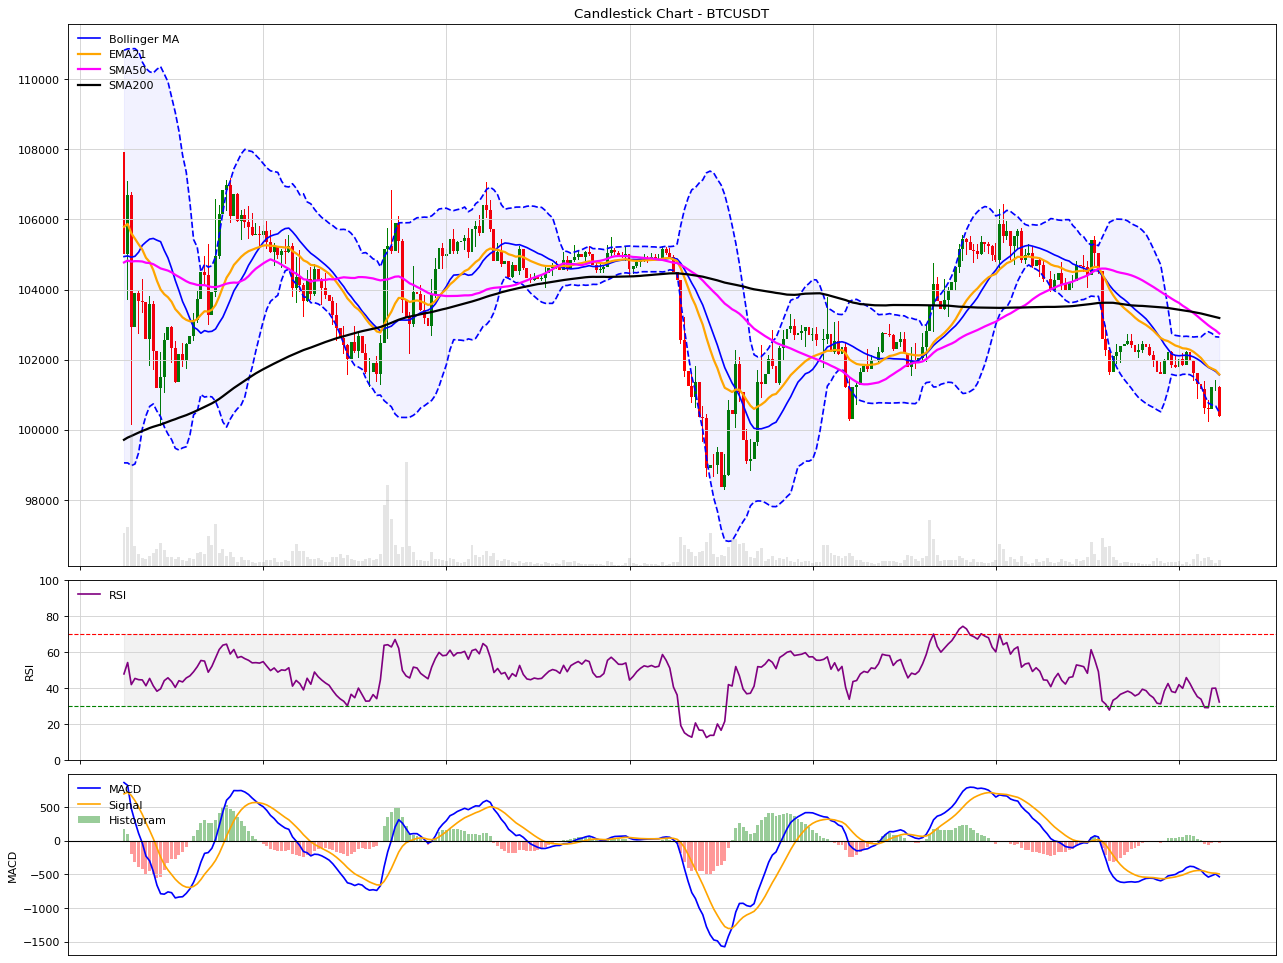 Candlestick Chart - BTCUSDT
Bollinger MA
EMA21
SMA50
SMA200
110000
108000
106000
104000
102000
100000
98000
RSI
100
80
60
40
20
0
RSI
MACD
Signal
Histogram
500
0
−500
−1000
−1500
MACD